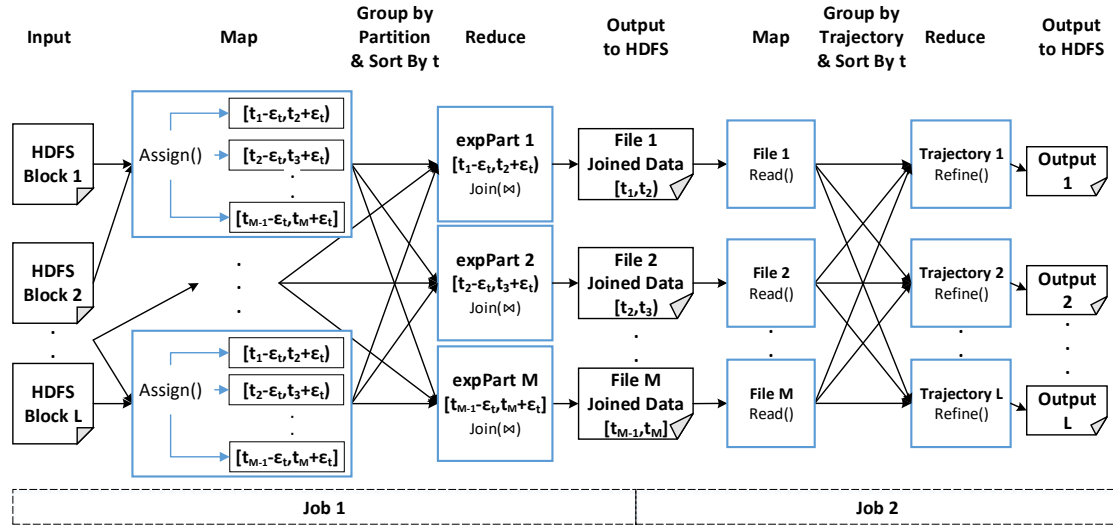 Input
Map
Group by
Partition
& Sort By t
Reduce
Output
to HDFS
Map
Group by
Trajectory
& Sort By t
Reduce
Output
to HDFS
HDFS
Block 1
HDFS
Block 2
.
.
HDFS
Block L
Assign()
[t₁-εₜ,t₂+εₜ)
[t₂-εₜ,t₃+εₜ)
.
.
[tM-1-εₜ,tM+εₜ]
.
.
.
Assign()
[t₁-εₜ,t₂+εₜ)
[t₂-εₜ,t₃+εₜ)
.
.
[tM-1-εₜ,tM+εₜ]
expPart 1
[t₁-εₜ,t₂+εₜ)
Join(⋈)
expPart 2
[t₂-εₜ,t₃+εₜ)
Join(⋈)
.
.
expPart M
[tM-1-εₜ,tM+εₜ]
Join(⋈)
File 1
Joined Data
[t₁,t₂)
File 2
Joined Data
[t₂,t₃)
.
.
File M
Joined Data
[tM-1,tM]
File 1
Read()
File 2
Read()
.
.
File M
Read()
Trajectory 1
Refine()
Trajectory 2
Refine()
.
.
Trajectory L
Refine()
Output
1
Output
2
.
.
Output
L
Job 1
Job 2